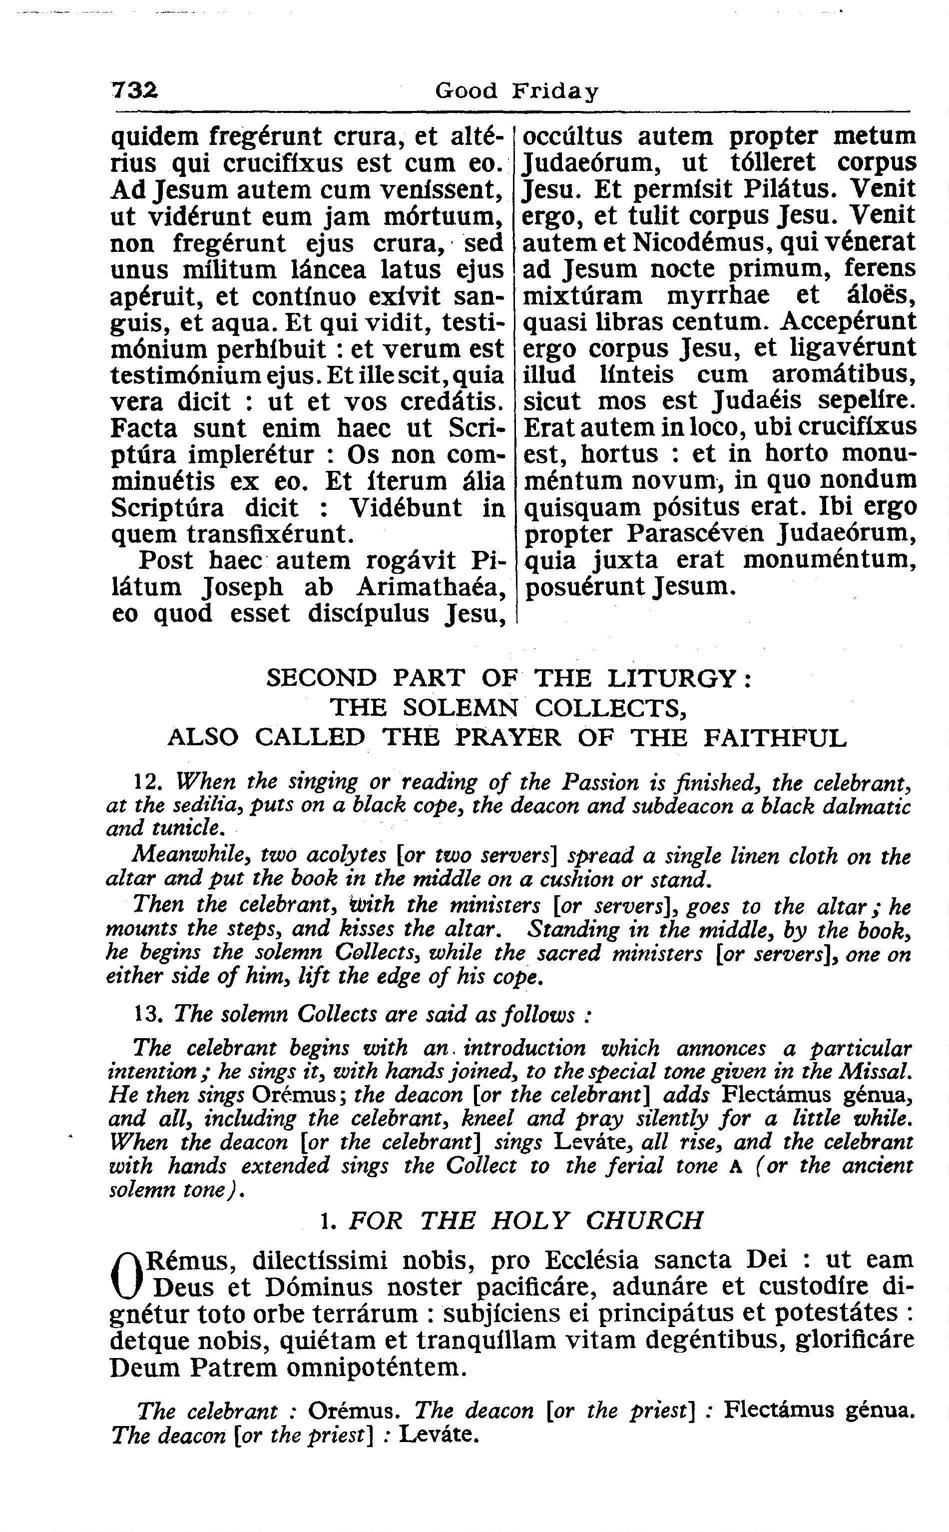 732 Good Friday
quidem fregérunt crura, et alté-
rius qui crucifíxus est cum eo.
Ad Jesum autem cum veníssent,
ut vidérunt eum jam mórtuum,
non fregérunt ejus crura, sed
unus mílitum láncea latus ejus
apéruit, et contínuo exívit san-
guis, et aqua. Et qui vidit, testi-
mónium perhíbuit : et verum est
testimónium ejus. Et ille scit, quia
vera dicit : ut et vos credátis.
Facta sunt enim haec ut Scri-
ptúra implerétur : Os non com-
minuétis ex eo. Et íterum ália
Scriptúra dicit : Vidébunt in
quem transfixérunt.
Post haec autem rogávit Pi-
látum Joseph ab Arimathaéa,
eo quod esset discípulus Jesu,
occúltus autem propter metum
Judaeórum, ut tólleret corpus
Jesu. Et permísit Pilátus. Venit
ergo, et tulit corpus Jesu. Venit
autem et Nicodémus, qui vénerat
ad Jesum nocte primum, ferens
mixtúram myrrhae et áloës,
quasi libras centum. Accepérunt
ergo corpus Jesu, et ligavérunt
illud línteis cum aromátibus,
sicut mos est Judaéis sepelíre.
Erat autem in loco, ubi crucifíxus
est, hortus : et in horto monu-
méntum novum, in quo nondum
quisquam pósitus erat. Ibi ergo
propter Parascéven Judaeórum,
quia juxta erat monuméntum,
posuérunt Jesum.
SECOND PART OF THE LITURGY :
THE SOLEMN COLLECTS,
ALSO CALLED THE PRAYER OF THE FAITHFUL
12. When the singing or reading of the Passion is finished, the celebrant,
at the sedilia, puts on a black cope, the deacon and subdeacon a black dalmatic
and tunicle.
Meanwhile, two acolytes [or two servers] spread a single linen cloth on the
altar and put the book in the middle on a cushion or stand.
Then the celebrant, with the ministers [or servers], goes to the altar ; he
mounts the steps, and kisses the altar. Standing in the middle, by the book,
he begins the solemn Collects, while the sacred ministers [or servers], one on
either side of him, lift the edge of his cope.
13. The solemn Collects are said as follows :
The celebrant begins with an introduction which annonces a particular
intention ; he sings it, with hands joined, to the special tone given in the Missal.
He then sings Orémus ; the deacon [or the celebrant] adds Flectámus génua,
and all, including the celebrant, kneel and pray silently for a little while.
When the deacon [or the celebrant] sings Leváte, all rise, and the celebrant
with hands extended sings the Collect to the ferial tone A (or the ancient
solemn tone).
1. FOR THE HOLY CHURCH
ORémus, dilectíssimi nobis, pro Ecclésia sancta Dei : ut eam
Deus et Dóminus noster pacificáre, adunáre et custodíre di-
gnétur toto orbe terrárum : subjíciens ei principátus et potestátes :
detque nobis, quiétam et tranquíllam vitam degéntibus, glorificáre
Deum Patrem omnipoténtem.
The celebrant : Orémus. The deacon [or the priest] : Flectámus génua.
The deacon [or the priest] : Leváte.